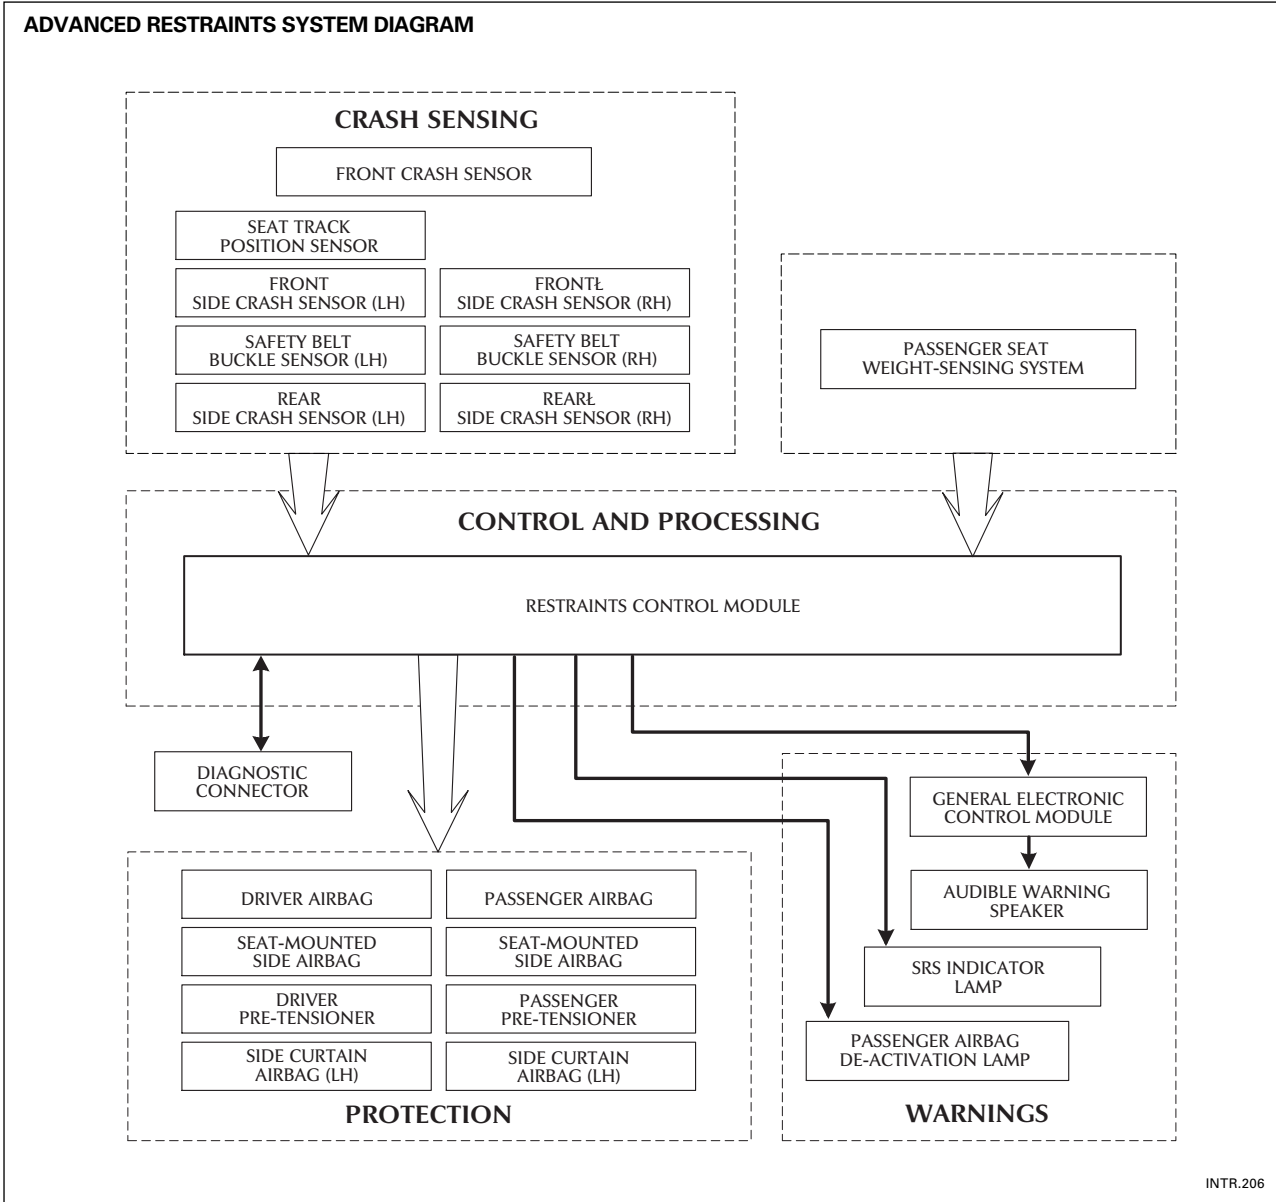 ADVANCED RESTRAINTS SYSTEM DIAGRAM
CRASH SENSING
FRONT CRASH SENSOR
SEAT TRACK
POSITION SENSOR
FRONT
SIDE CRASH SENSOR (LH)
FRONTŁ
SIDE CRASH SENSOR (RH)
SAFETY BELT
BUCKLE SENSOR (LH)
SAFETY BELT
BUCKLE SENSOR (RH)
REAR
SIDE CRASH SENSOR (LH)
REARŁ
SIDE CRASH SENSOR (RH)
PASSENGER SEAT
WEIGHT-SENSING SYSTEM
CONTROL AND PROCESSING
RESTRAINTS CONTROL MODULE
DIAGNOSTIC
CONNECTOR
GENERAL ELECTRONIC
CONTROL MODULE
AUDIBLE WARNING
SPEAKER
SRS INDICATOR
LAMP
PASSENGER AIRBAG
DE-ACTIVATION LAMP
WARNINGS
DRIVER AIRBAG
PASSENGER AIRBAG
SEAT-MOUNTED
SIDE AIRBAG
SEAT-MOUNTED
SIDE AIRBAG
DRIVER
PRE-TENSIONER
PASSENGER
PRE-TENSIONER
SIDE CURTAIN
AIRBAG (LH)
SIDE CURTAIN
AIRBAG (LH)
PROTECTION
INTR.206